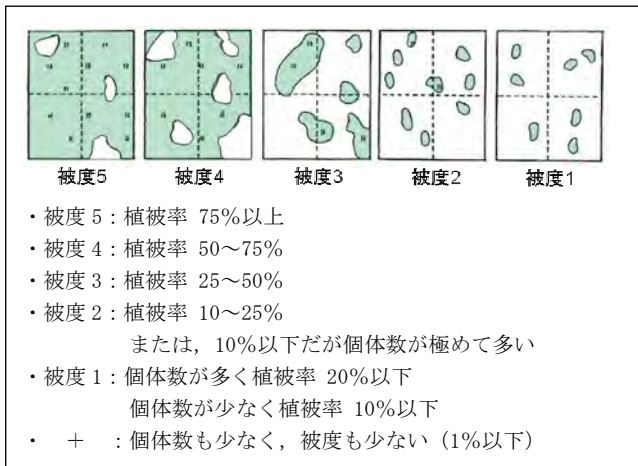 被度5 被度4 被度3 被度2 被度1
・被度 5：植被率 75％以上
・被度 4：植被率 50～75％
・被度 3：植被率 25～50％
・被度 2：植被率 10～25％
または，10％以下だが個体数が極めて多い
・被度 1：個体数が多く植被率 20％以下
個体数が少なく植被率 10％以下
・ ＋ ：個体数も少なく，被度も少ない（1％以下）